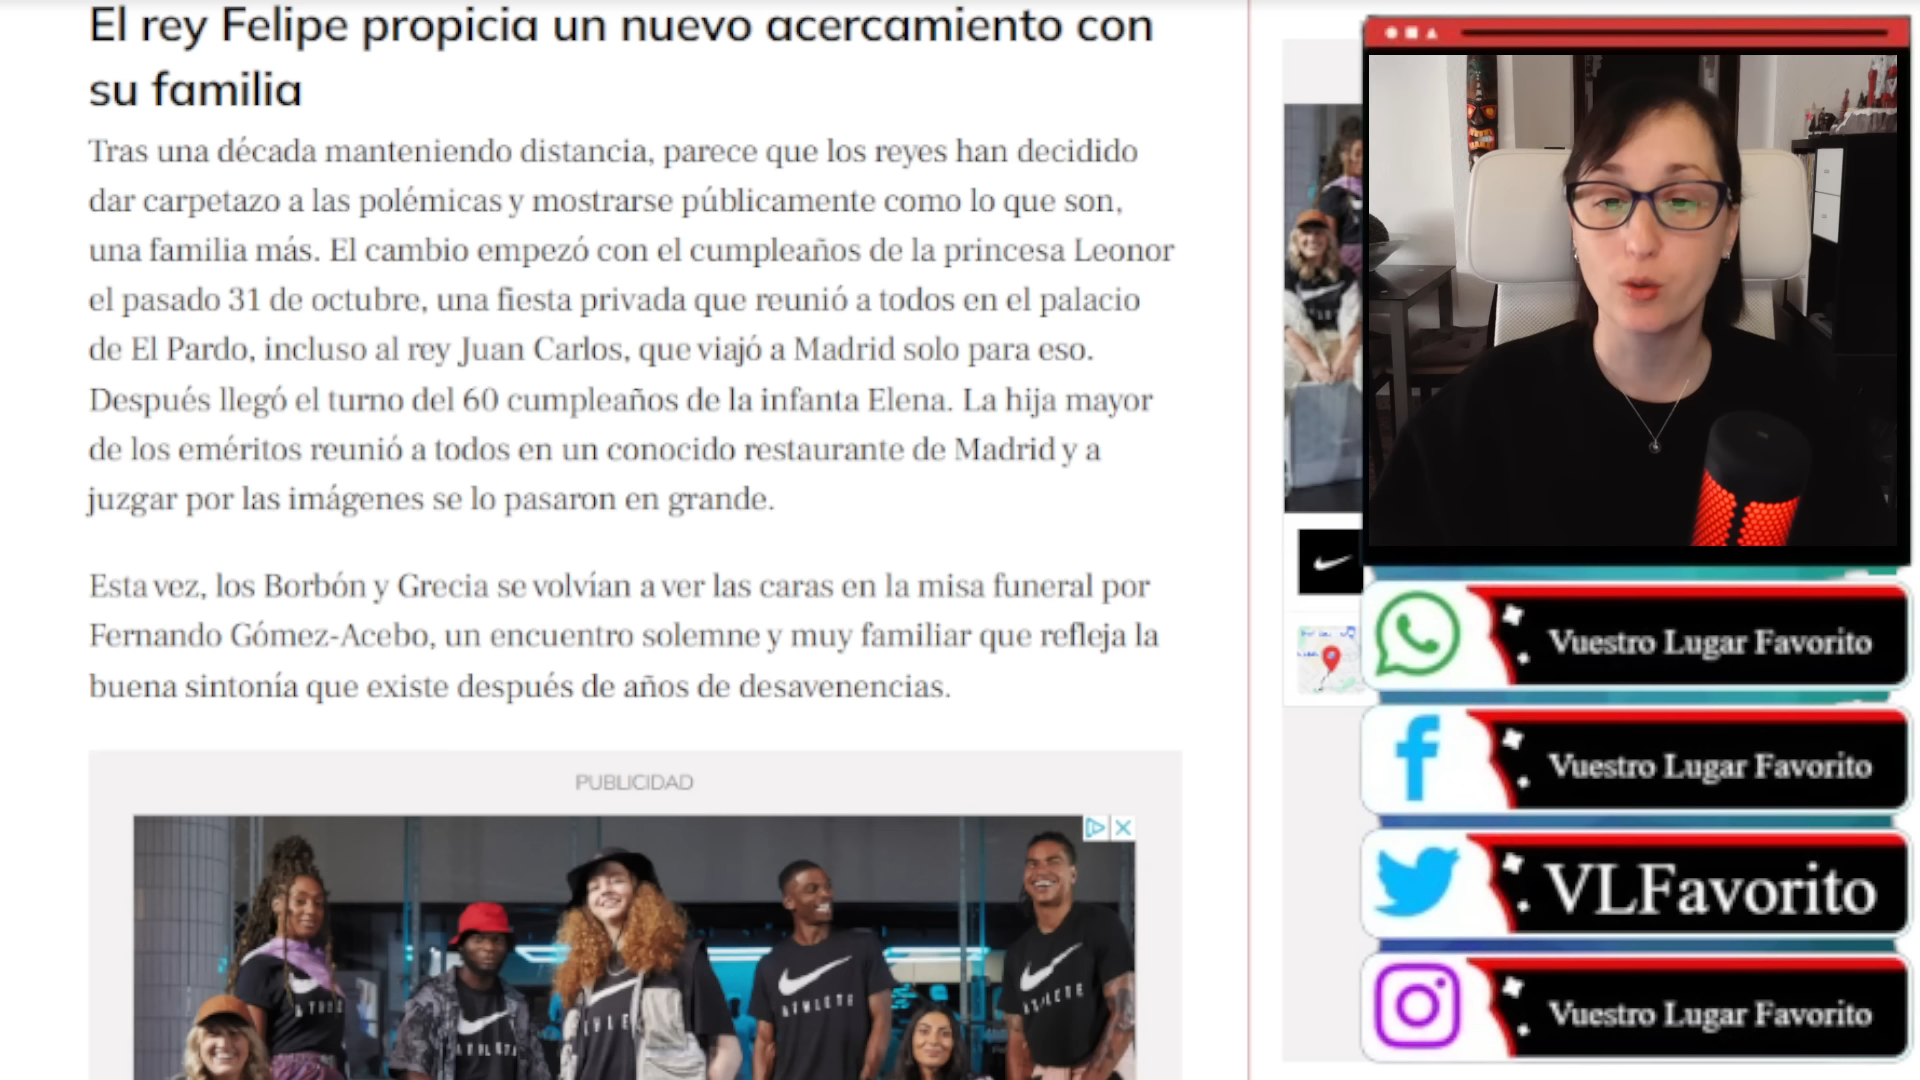 El rey Felipe propicia un nuevo acercamiento con
su familia
Tras una década manteniendo distancia, parece que los reyes han decidido
dar carpetazo a las polémicas y mostrarse públicamente como lo que son,
una familia más. El cambio empezó con el cumpleaños de la princesa Leonor
el pasado 31 de octubre, una fiesta privada que reunió a todos en el palacio
de El Pardo, incluso al rey Juan Carlos, que viajó a Madrid solo para eso.
Después llegó el turno del 60 cumpleaños de la infanta Elena. La hija mayor
de los eméritos reunió a todos en un conocido restaurante de Madrid y a
juzgar por las imágenes se lo pasaron en grande.
Esta vez, los Borbón y Grecia se volvían a ver las caras en la misa funeral por
Fernando Gómez-Acebo, un encuentro solemne y muy familiar que refleja la
buena sintonía que existe después de años de desavenencias.
PUBLICIDAD
ATHLETE
ATHLETE
Vuestro Lugar Favorito
Vuestro Lugar Favorito
VLFavorito
Vuestro Lugar Favorito